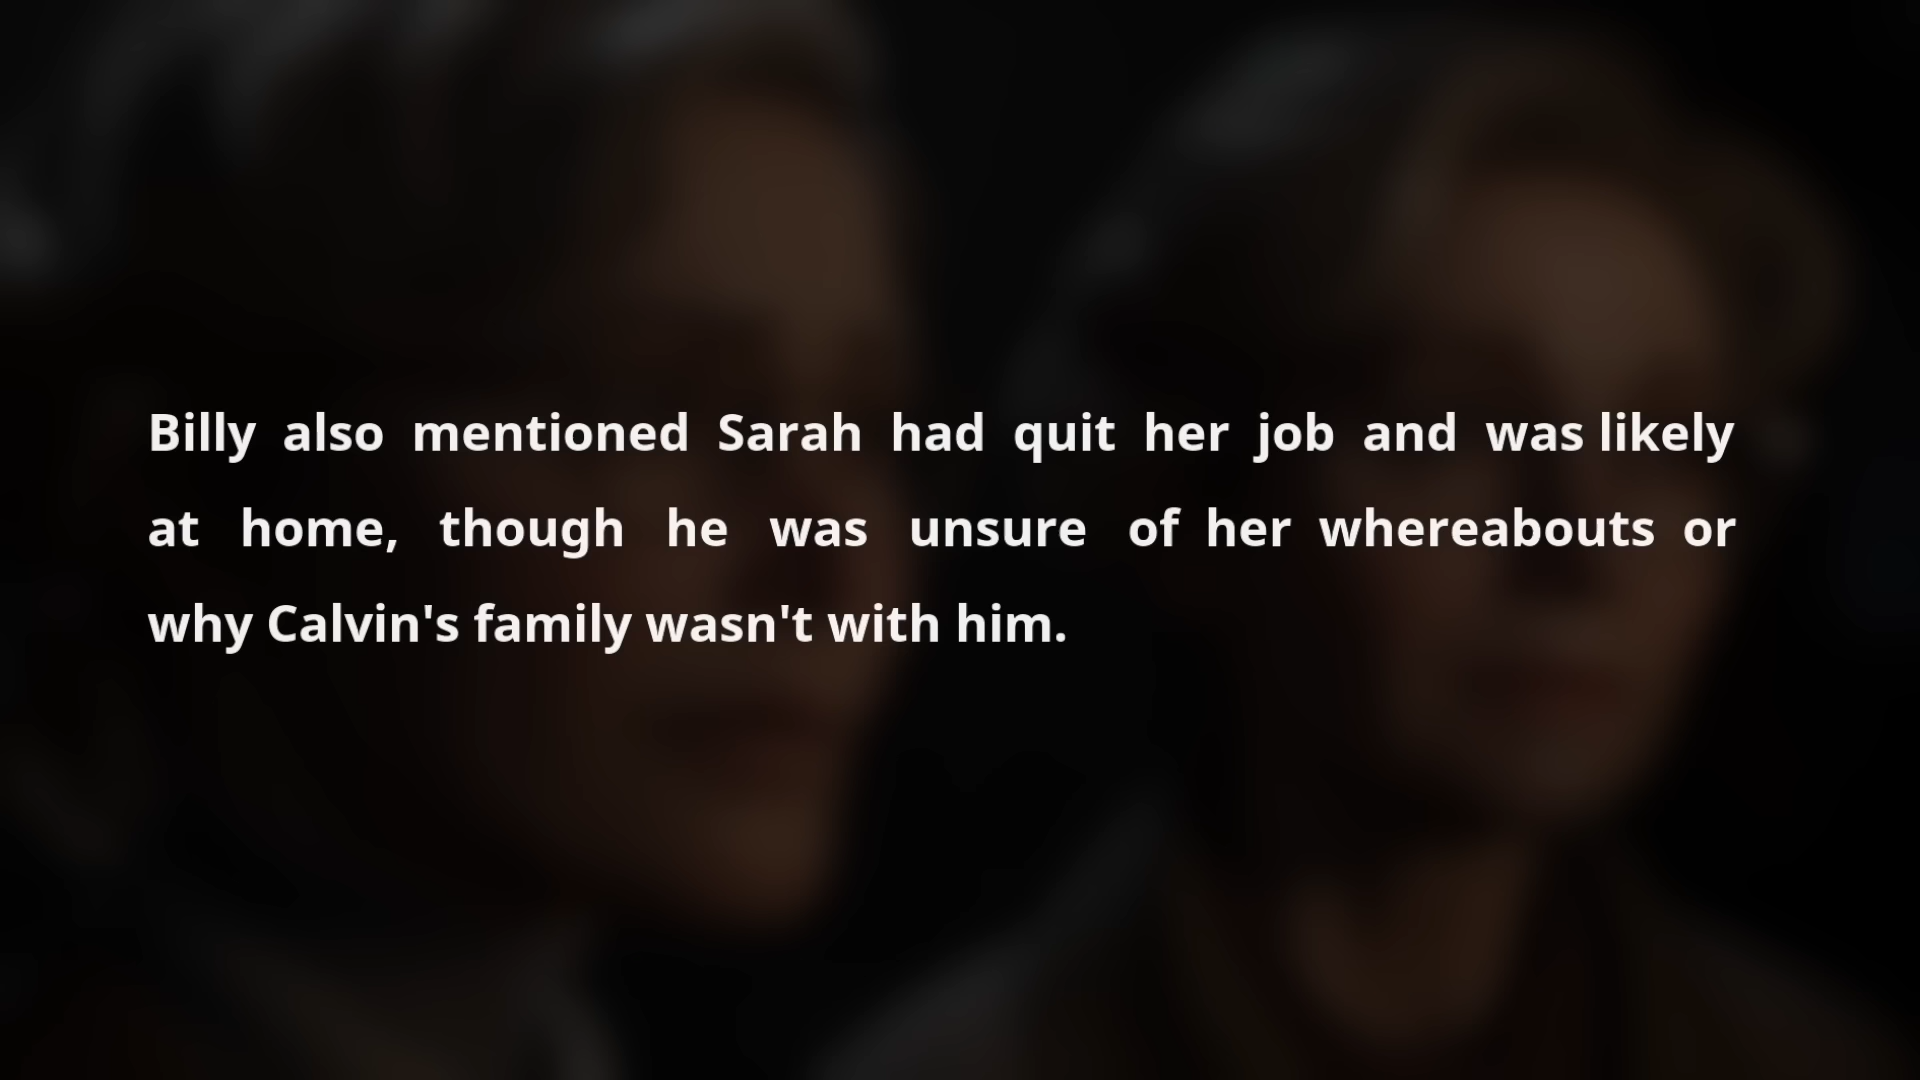 Billy also mentioned Sarah had quit her job and was likely
at home, though he was unsure of her whereabouts or
why Calvin's family wasn't with him.